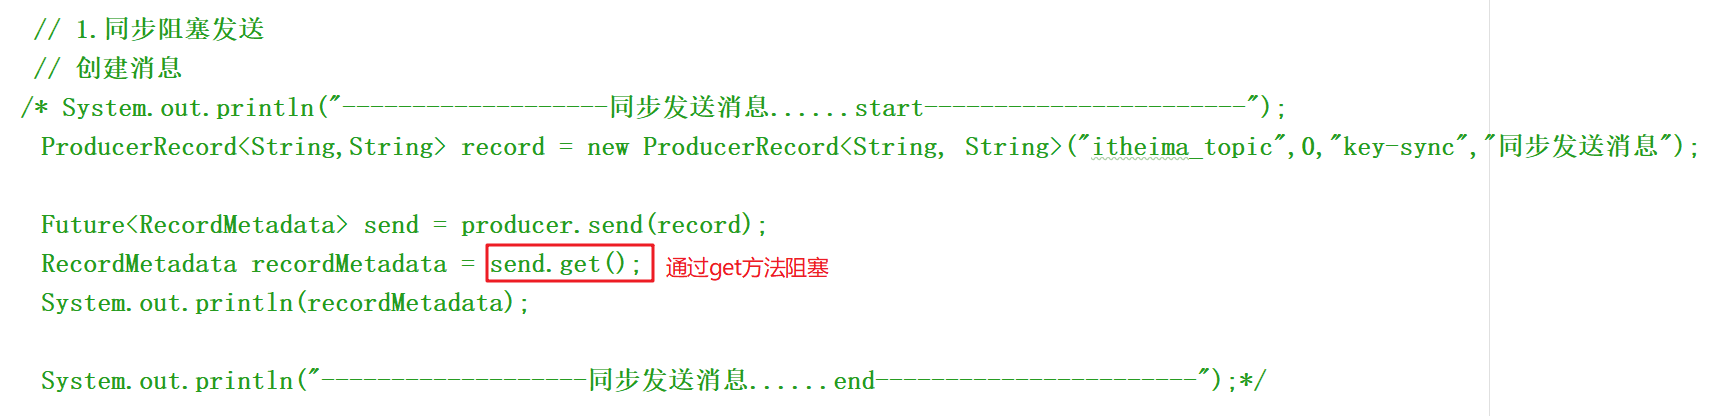 // 1.同步阻塞发送
// 创建消息
/* System.out.println("-------------------同步发送消息......start-----------------------");
ProducerRecord<String,String> record = new ProducerRecord<String, String>("itheima_topic",0,"key-sync","同步发送消息");
Future<RecordMetadata> send = producer.send(record);
RecordMetadata recordMetadata = send.get(); 通过get方法阻塞
System.out.println(recordMetadata);
System.out.println("-------------------同步发送消息......end-----------------------");*/